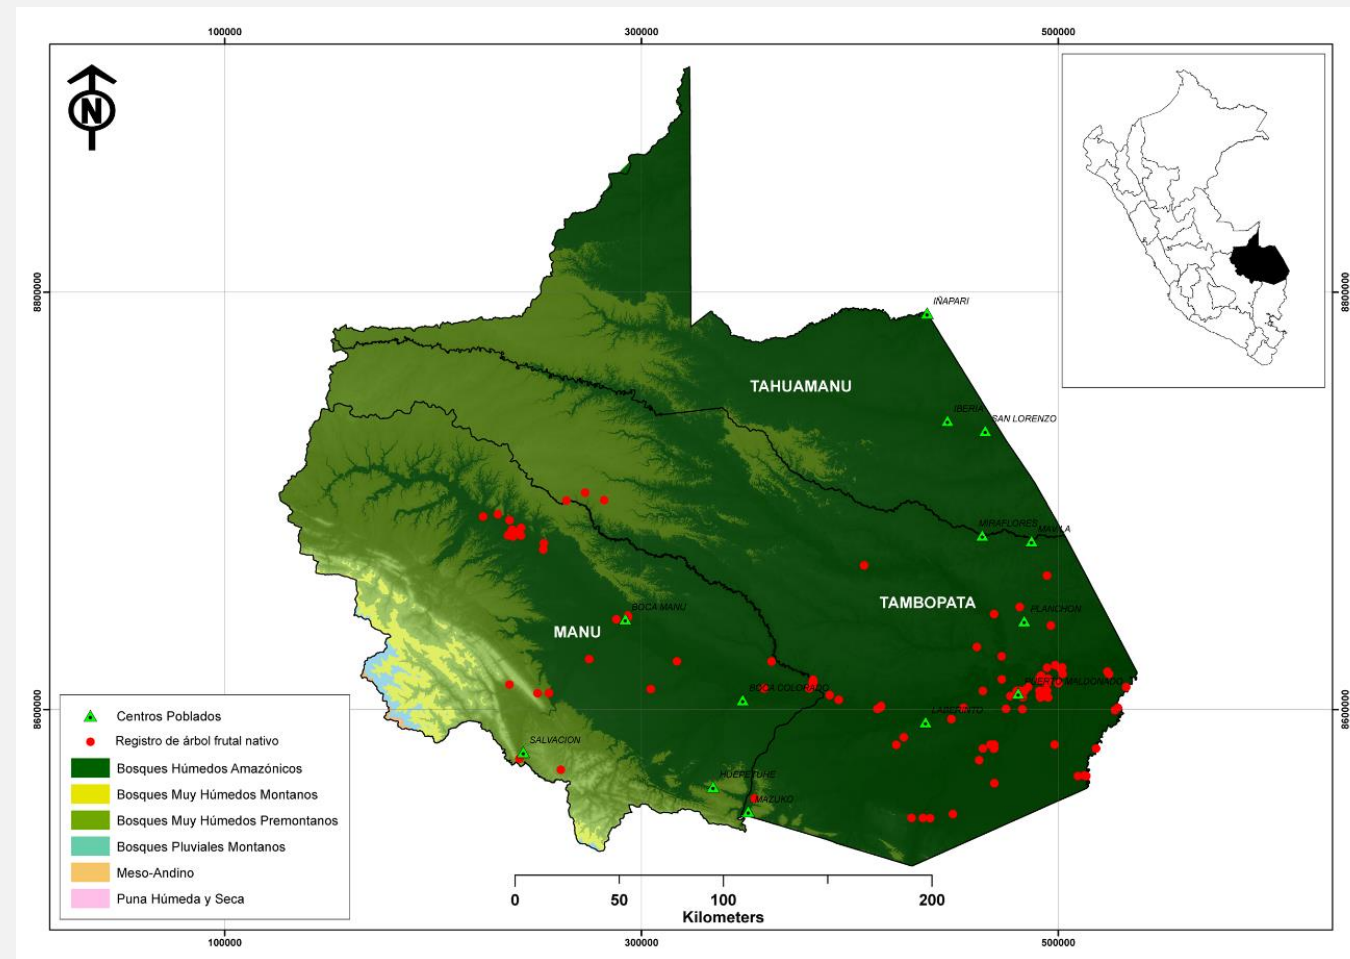 100000
300000
500000
N
8800000
8800000
IÑAPARI
TAHUAMANU
IBERIA
SAN LORENZO
MIRAFLORES
MAVILA
TAMBOPATA
PLANCHON
BOCA MANU
MANU
PUERTO MALDONADO
BOCA COLORADO
LABERINTO
8600000
8600000
SALVACION
HUEPETUHE
MAZUKO
Centros Poblados
Registro de árbol frutal nativo
Bosques Húmedos Amazónicos
Bosques Muy Húmedos Montanos
Bosques Muy Húmedos Premontanos
Bosques Pluviales Montanos
Meso-Andino
Puna Húmeda y Seca
0 50 100 200
Kilometers
100000
300000
500000